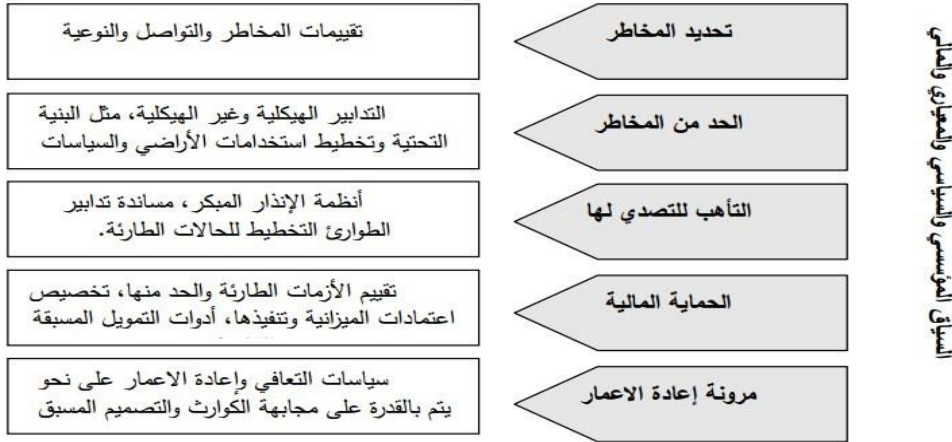 السياق المؤسسي والسياسي والمعياري والمالي
تحديد المخاطر
تقييمات المخاطر والتواصل والنوعية
الحد من المخاطر
التدابير الهيكلية وغير الهيكلية، مثل البنية
التحتية وتخطيط استخدامات الأراضي والسياسات
التأهب للتصدي لها
أنظمة الإنذار المبكر، مساندة تدابير
الطوارئ التخطيط للحالات الطارئة.
الحماية المالية
تقييم الأزمات الطارئة والحد منها، تخصيص
اعتمادات الميزانية وتنفيذها، أدوات التمويل المسبقة
مرونة إعادة الاعمار
سياسات التعافي وإعادة الاعمار على نحو
يتم بالقدرة على مجابهة الكوارث والتصميم المسبق